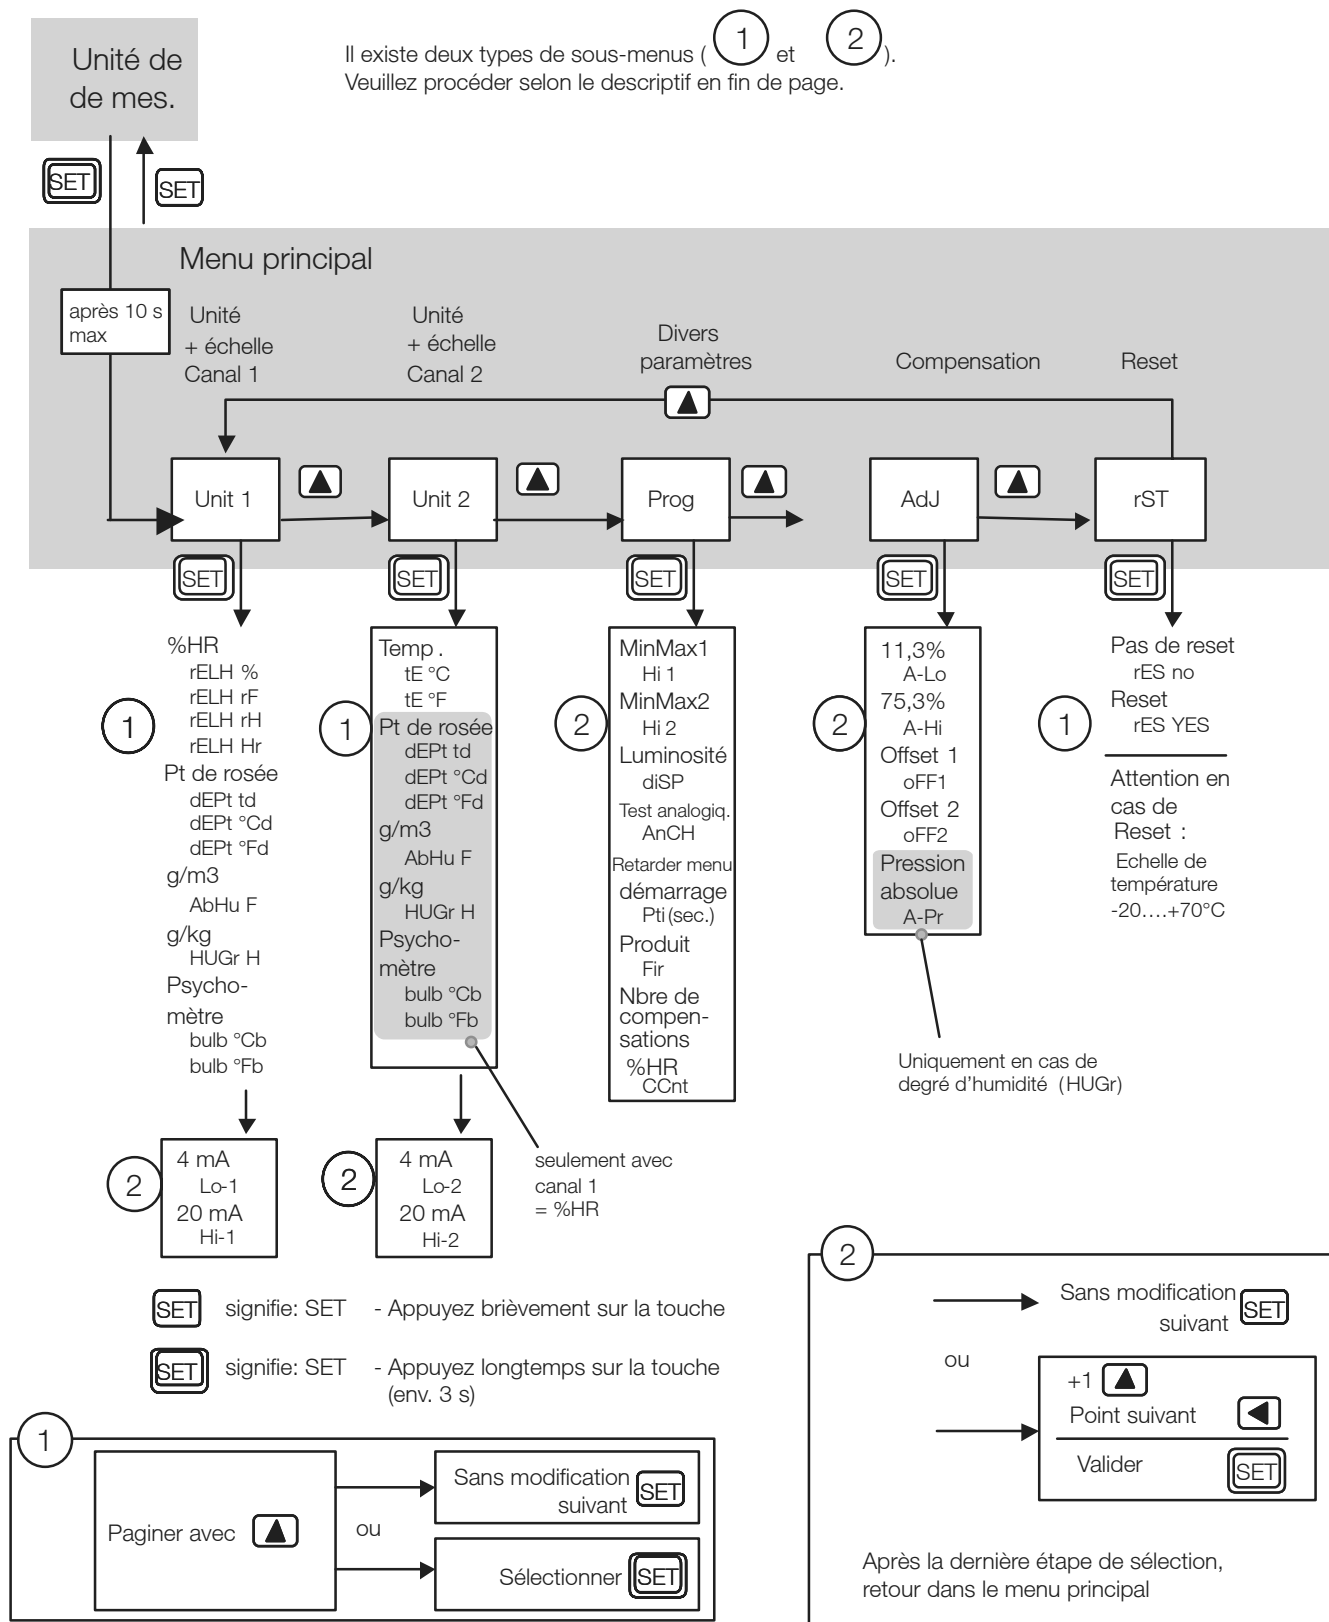 Unité de
de mes.
Il existe deux types de sous-menus ( 1 et 2 ).
Veuillez procéder selon le descriptif en fin de page.
SET
SET
Menu principal
après 10 s
max
Unité
+ échelle
Canal 1
Unité
+ échelle
Canal 2
Divers
paramètres
Compensation
Reset
Unit 1
Unit 2
Prog
AdJ
rST
SET
SET
SET
SET
SET
1
%HR
rELH %
rELH rF
rELH rH
rELH Hr
Pt de rosée
dEPt td
dEPt °Cd
dEPt °Fd
g/m3
AbHu F
g/kg
HUGr H
Psycho-
mètre
bulb °Cb
bulb °Fb
1
Temp .
tE °C
tE °F
Pt de rosée
dEPt td
dEPt °Cd
dEPt °Fd
g/m3
AbHu F
g/kg
HUGr H
Psycho-
mètre
bulb °Cb
bulb °Fb
2
MinMax1
Hi 1
MinMax2
Hi 2
Luminosité
diSP
Test analogiq.
AnCH
Retarder menu
démarrage
Pti (sec.)
Produit
Fir
Nbre de
compen-
sations
%HR
CCnt
2
11,3%
A-Lo
75,3%
A-Hi
Offset 1
oFF1
Offset 2
oFF2
Pression
absolue
A-Pr
1
Pas de reset
rES no
Reset
rES YES
Attention en
cas de
Reset :
Echelle de
température
-20....+70°C
Uniquement en cas de
degré d'humidité (HUGr)
2
4 mA
Lo-1
20 mA
Hi-1
2
4 mA
Lo-2
20 mA
Hi-2
seulement avec
canal 1
= %HR
SET signifie: SET - Appuyez brièvement sur la touche
SET signifie: SET - Appuyez longtemps sur la touche
(env. 3 s)
1
Paginer avec
ou
Sans modification
suivant SET
Sélectionner SET
2
Sans modification
suivant SET
ou
+1
Point suivant
Valider SET
Après la dernière étape de sélection,
retour dans le menu principal